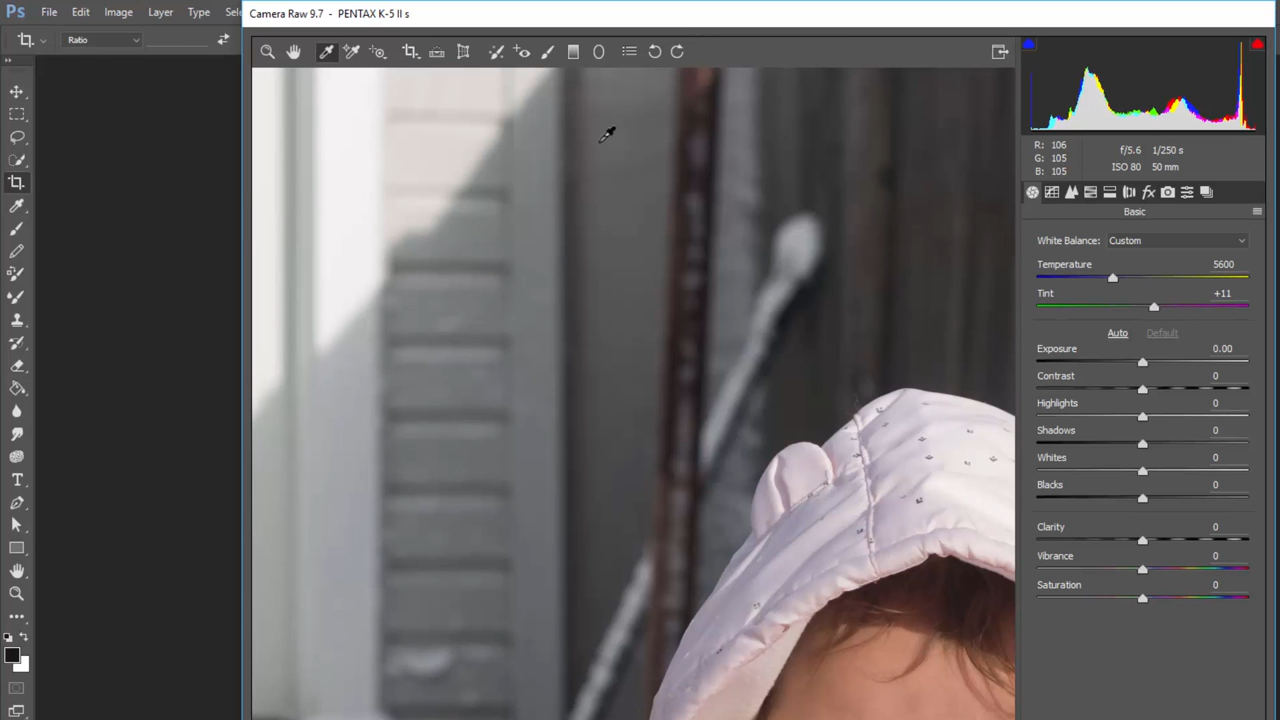 Ps File Edit Image Layer Type Sel
Camera Raw 9.7 - PENTAX K-5 II s
Ratio
R: 106
G: 105
B: 105
f/5.6 1/250 s
ISO 80 50 mm
Basic
White Balance: Custom
Temperature 5600
Tint +11
Auto Default
Exposure 0.00
Contrast 0
Highlights 0
Shadows 0
Whites 0
Blacks 0
Clarity 0
Vibrance 0
Saturation 0